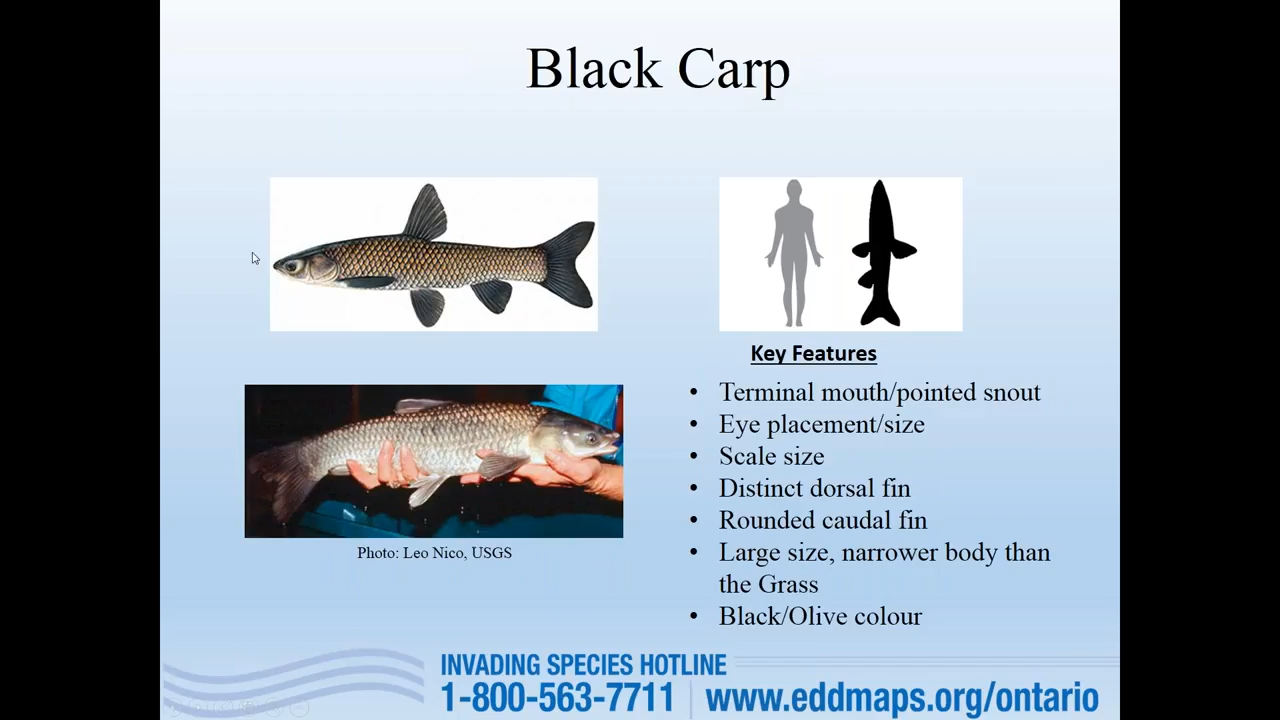 Black Carp
Key Features
• Terminal mouth/pointed snout
• Eye placement/size
• Scale size
• Distinct dorsal fin
• Rounded caudal fin
• Large size, narrower body than
the Grass
• Black/Olive colour
Photo: Leo Nico, USGS
INVADING SPECIES HOTLINE
1-800-563-7711 | www.eddmaps.org/ontario